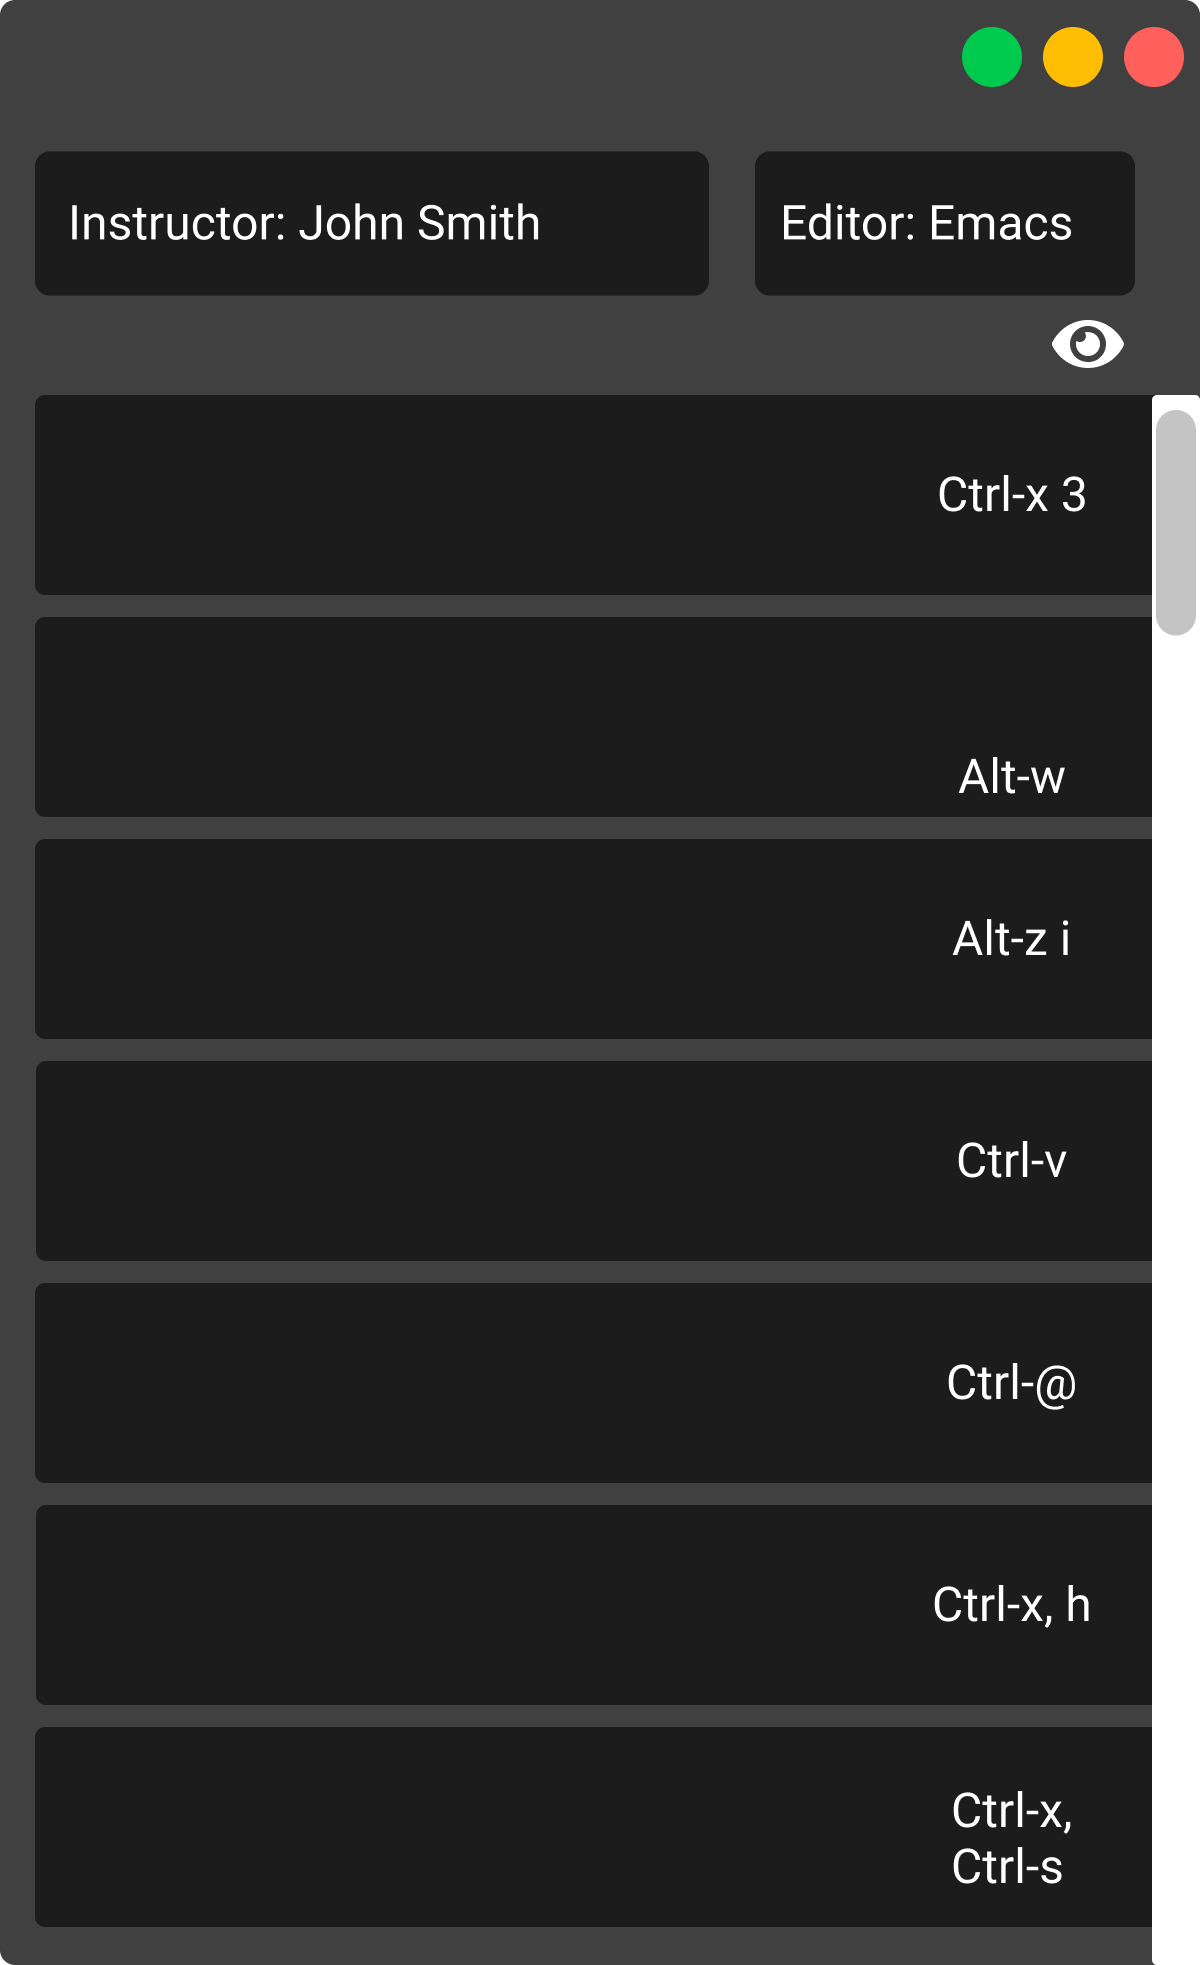 Instructor: John Smith
Editor: Emacs
Ctrl-x 3
Alt-w
Alt-z i
Ctrl-v
Ctrl-@
Ctrl-x, h
Ctrl-x,
Ctrl-s